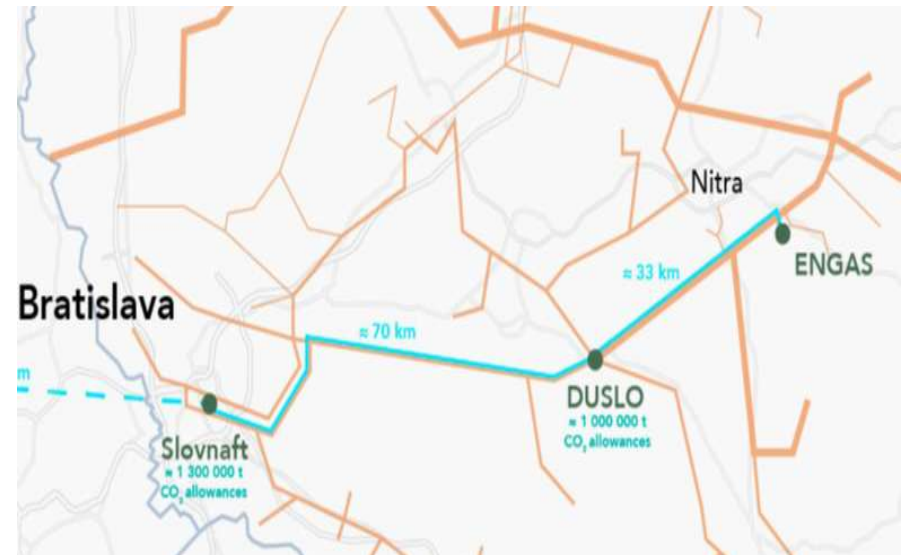 Nitra
≈ 33 km
ENGAS
Bratislava
≈ 70 km
m
DUSLO
≈ 1 000 000 t
CO₂ allowances
Slovnaft
≈ 1 300 000 t
CO₂ allowances